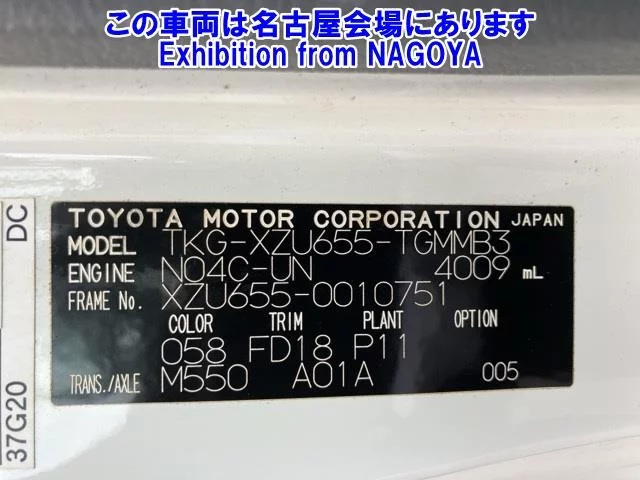 この車両は名古屋会場にあります
Exhibition from NAGOYA
TOYOTA MOTOR CORPORATION JAPAN
MODEL TKG-XZU655-TGMMB3
ENGINE N04C-UN 4009 mL
FRAME No. XZU655-0010751
COLOR TRIM PLANT OPTION
058 FD18 P11
TRANS./AXLE M550 A01A 005
DC
37G20